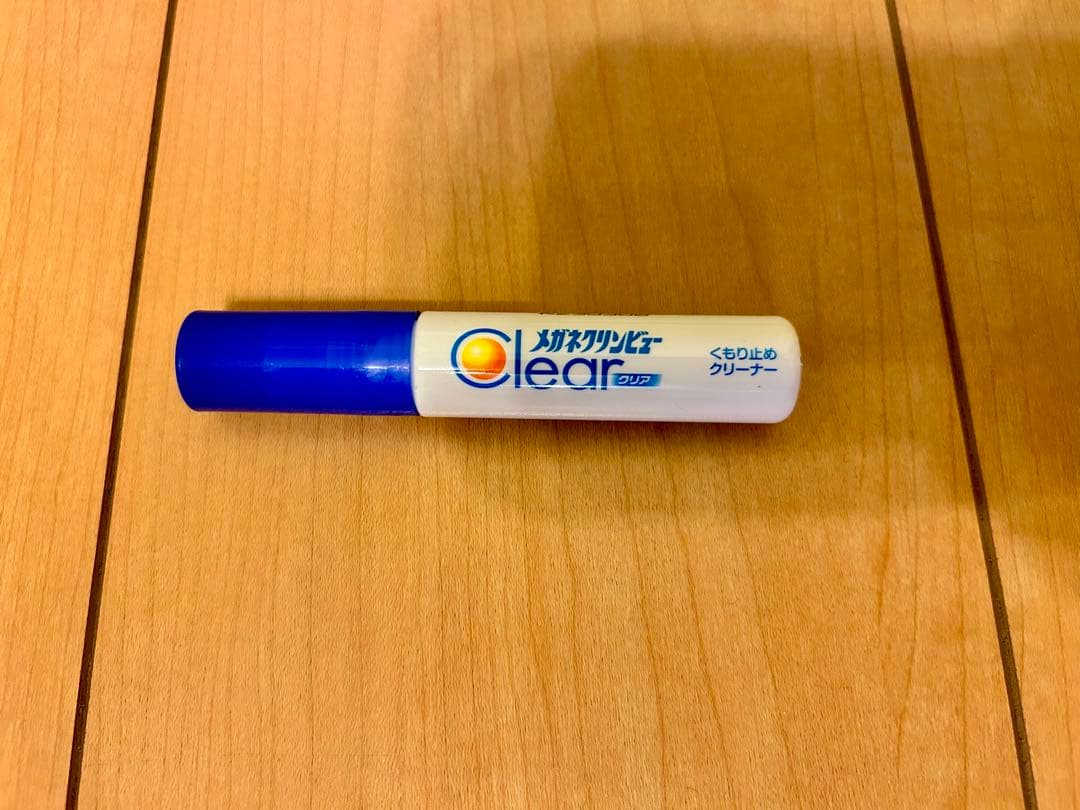 メガネクリンビュー
Clear
クリア
くもり止め
クリーナー